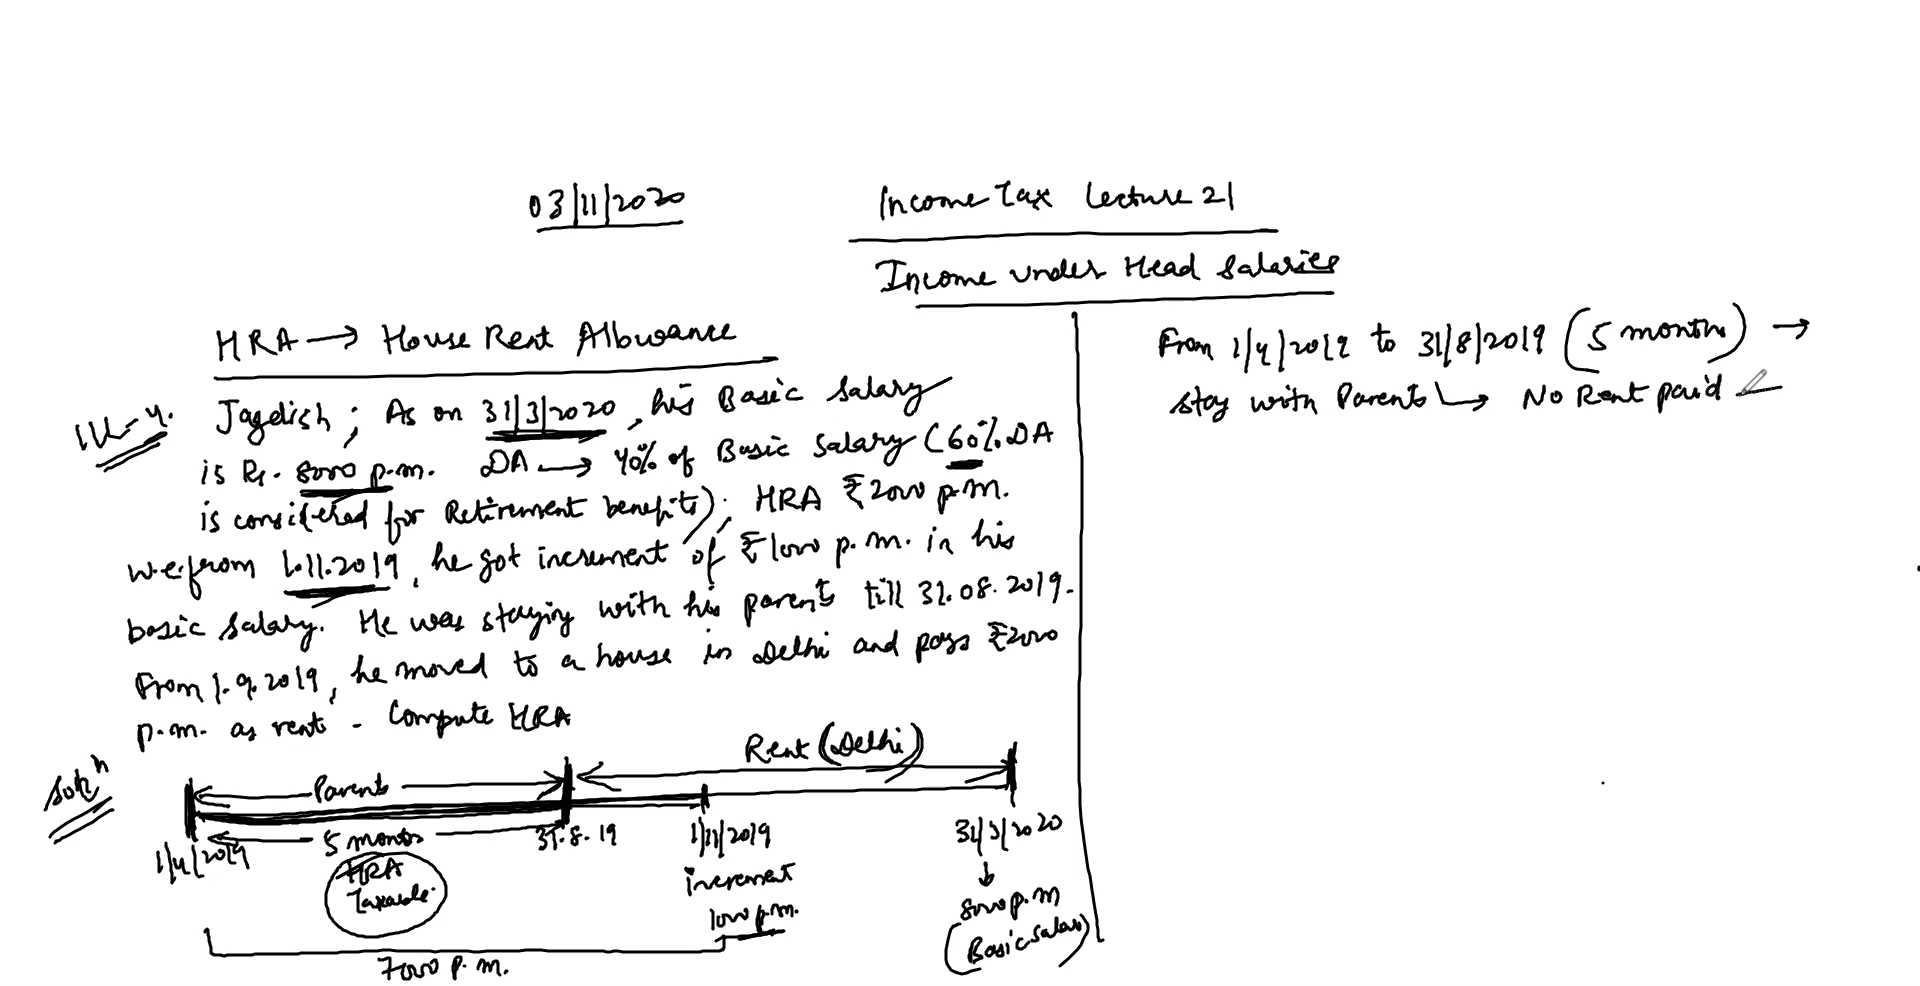 03/11/2020
Income Tax Lecture 21
Income under Head Salaries
HRA → House Rent Allowance
Ill-4.
Jagdish; As on 31/3/2020, his Basic Salary
is Rs. 8000 p.m. DA → 40% of Basic Salary (60% DA
is considered for Retirement benefits); HRA ₹2000 p.m.
w.e.from 1.11.2019, he got increment of ₹1000 p.m. in his
basic salary. He was staying with his parents till 31.08.2019.
From 1.9.2019, he moved to a house in Delhi and pays ₹2000
p.m. as rent - Compute HRA
Soln
Parents
Rent (Delhi)
5 months
1/4/2019
31.8.19
1/11/2019
31/3/2020
HRA
Taxable
increment
1000 p.m.
8000 p.m
(Basic Salary)
7000 p.m.
From 1/4/2019 to 31/8/2019 (5 months) →
stay with Parents → No Rent paid